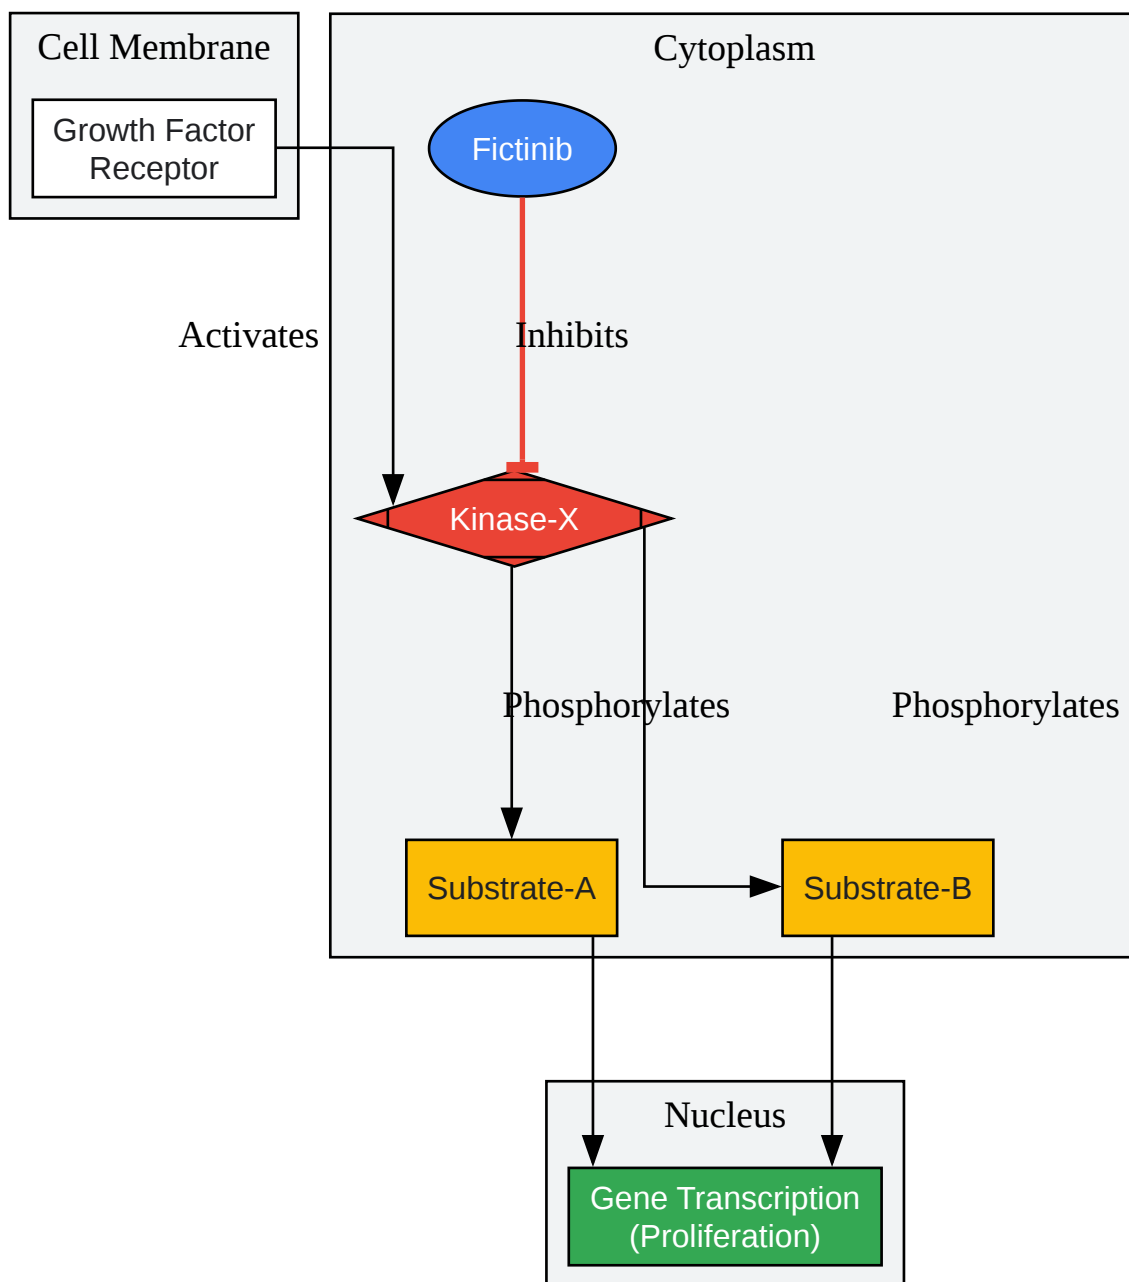 Cell Membrane
Growth Factor
Receptor
Cytoplasm
Fictinib
Activates
Inhibits
Kinase-X
Phosphorylates
Phosphorylates
Substrate-A
Substrate-B
Nucleus
Gene Transcription
(Proliferation)